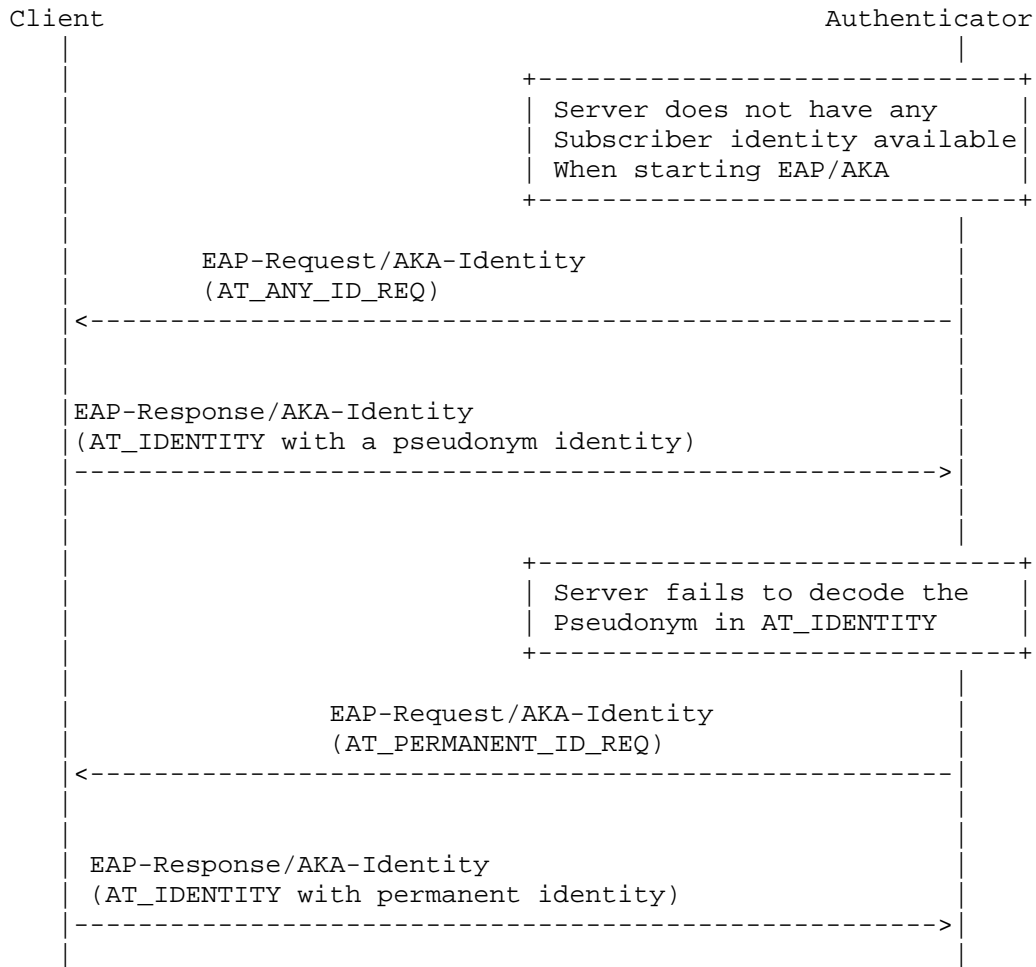 Client Authenticator
Server does not have any
Subscriber identity available
When starting EAP/AKA
EAP-Request/AKA-Identity
(AT_ANY_ID_REQ)
EAP-Response/AKA-Identity
(AT_IDENTITY with a pseudonym identity)
Server fails to decode the
Pseudonym in AT_IDENTITY
EAP-Request/AKA-Identity
(AT_PERMANENT_ID_REQ)
EAP-Response/AKA-Identity
(AT_IDENTITY with permanent identity)